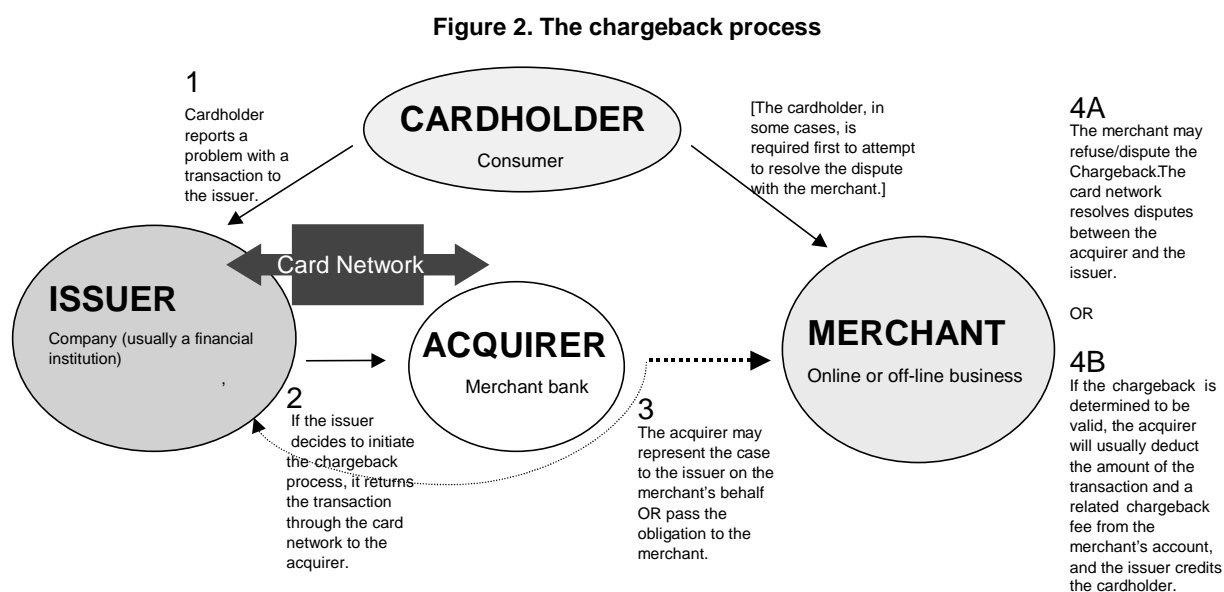 Figure 2. The chargeback process
1
Cardholder
reports a
problem with a
transaction to
the issuer.
CARDHOLDER
Consumer
[The cardholder, in
some cases, is
required first to attempt
to resolve the dispute
with the merchant.]
Card Network
ISSUER
Company (usually a financial
institution)
,
ACQUIRER
Merchant bank
MERCHANT
Online or off-line business
2
If the issuer
decides to initiate
the chargeback
process, it returns
the transaction
through the card
network to the
acquirer.
3
The acquirer may
represent the case
to the issuer on the
merchant's behalf
OR pass the
obligation to the
merchant.
4A
The merchant may
refuse/dispute the
Chargeback.The
card network
resolves disputes
between the
acquirer and the
issuer.
OR
4B
If the chargeback is
determined to be
valid, the acquirer
will usually deduct
the amount of the
transaction and a
related chargeback
fee from the
merchant's account,
and the issuer credits
the cardholder.